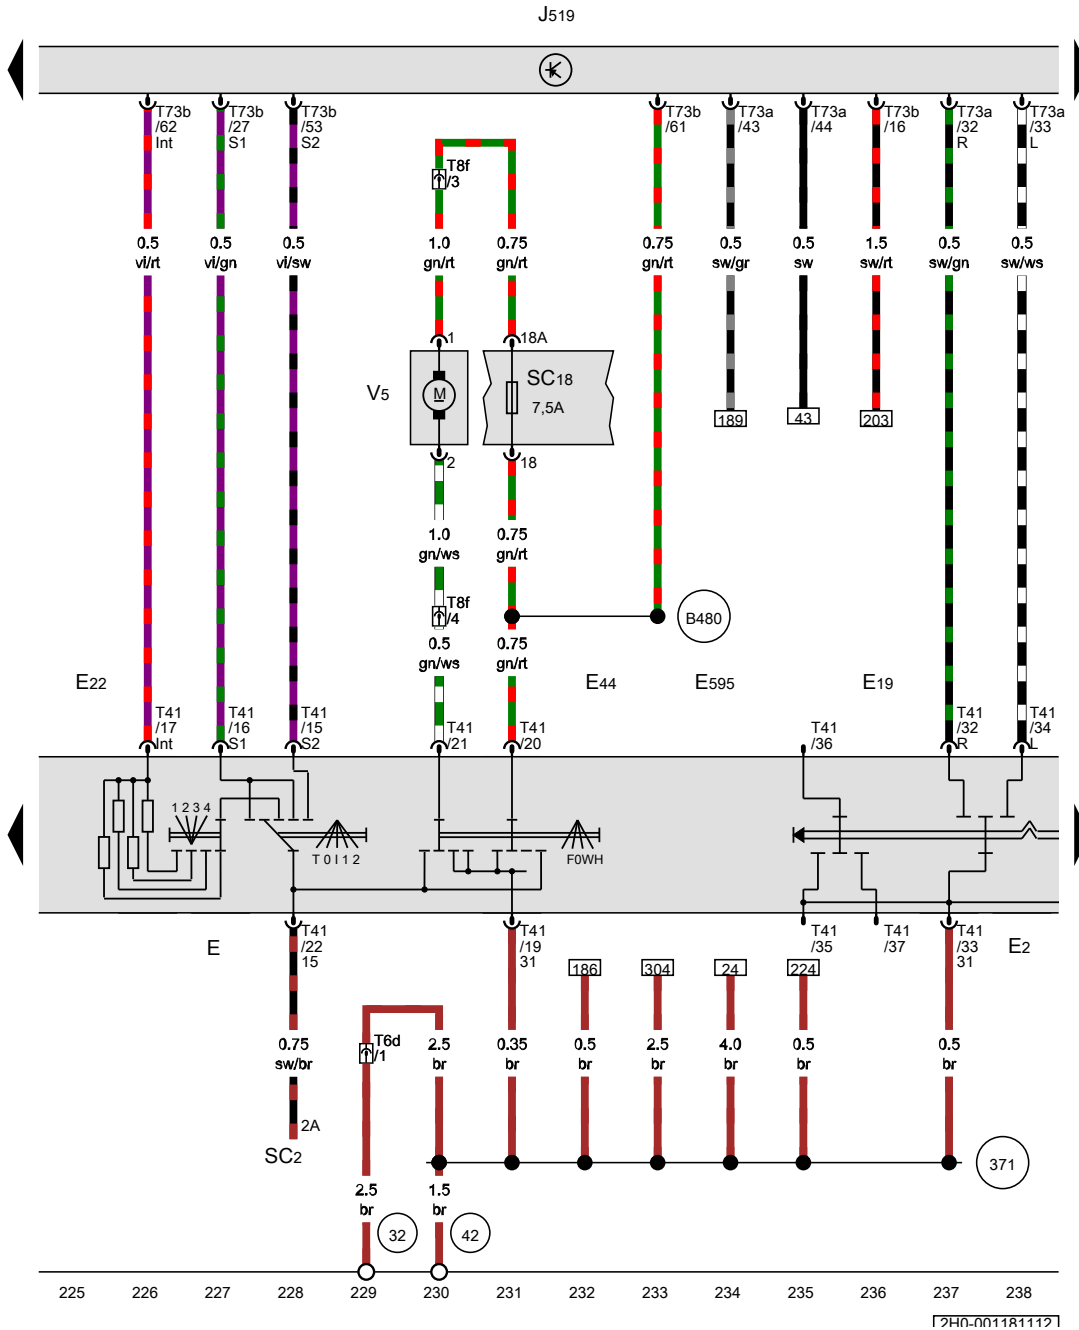 J519
T73b T73b T73b T73b T73a T73a T73b T73a T73a
/62 /27 /53 /61 /43 /44 /16 /32 /33
Int S1 S2 R L
T8f
/3
0.5 0.5 0.5 1.0 0.75 0.75 0.5 0.5 1.5 0.5 0.5
vi/rt vi/gn vi/sw gn/rt gn/rt gn/rt sw/gr sw sw/rt sw/gn sw/ws
1 18A
V5 M SC18
7,5A
189 43 203
2 18
1.0 0.75
gn/ws gn/rt
T8f
/4
B480
0.5 0.75
gn/ws gn/rt
E22 E44 E595 E19
T41 T41 T41 T41 T41 T41 T41 T41
/17 /16 /15 /21 /20 /36 /32 /34
Int S1 S2 R L
1 2 3 4
T 0 I 1 2 F0WH
E T41 T41 T41 T41 T41 E2
/22 /19 /35 /37 /33
15 31 31
186 304 24 224
T6d
/1
0.75 2.5 0.35 0.5 2.5 4.0 0.5 0.5
sw/br br br br br br br br
2A
SC2
371
2.5 1.5
br br
32 42
225 226 227 228 229 230 231 232 233 234 235 236 237 238
2H0-001181112